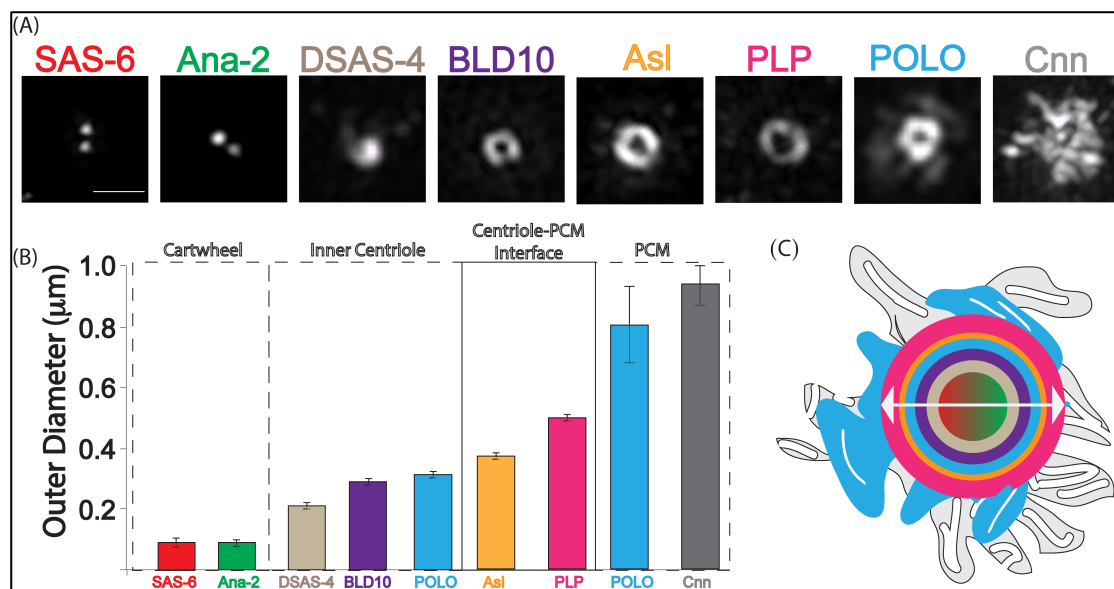 (A)
SAS-6 Ana-2 DSAS-4 BLD10 Asl PLP POLO Cnn
(B)
Cartwheel Inner Centriole Centriole-PCM Interface PCM
Outer Diameter (μm)
1.0
0.8
0.6
0.4
0.2
SAS-6 Ana-2 DSAS-4 BLD10 POLO Asl PLP POLO Cnn
(C)